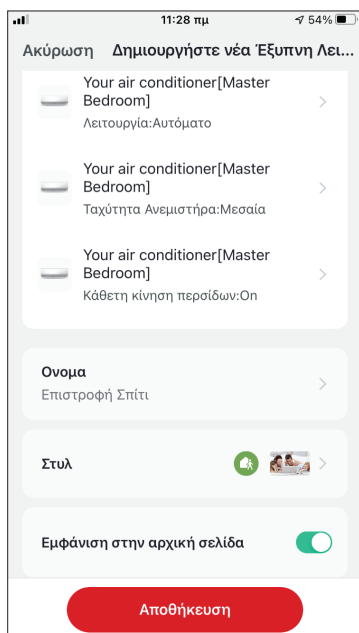 11:28 πμ
54%
Ακύρωση
Δημιουργήστε νέα Έξυπνη Λει...
Your air conditioner[Master
Bedroom]
Λειτουργία:Αυτόματο
Your air conditioner[Master
Bedroom]
Ταχύτητα Ανεμιστήρα:Μεσαία
Your air conditioner[Master
Bedroom]
Κάθετη κίνηση περσίδων:On
Ονομα
Επιστροφή Σπίτι
Στυλ
Εμφάνιση στην αρχική σελίδα
Αποθήκευση